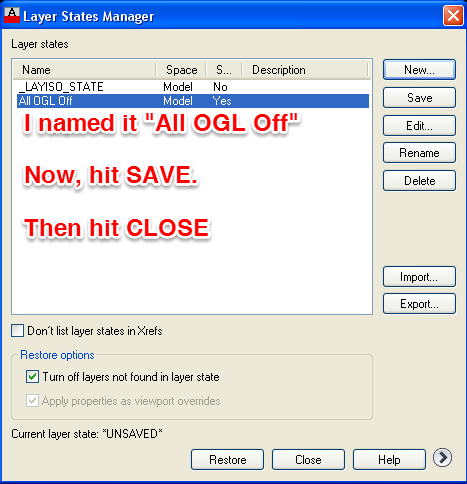 Layer States Manager
Layer states
Name Space S... Description
_LAYISO_STATE Model No
All OGL Off Model Yes
I named it "All OGL Off"
Now, hit SAVE.
Then hit CLOSE
New...
Save
Edit...
Rename
Delete
Import...
Export...
Don't list layer states in Xrefs
Restore options
Turn off layers not found in layer state
Apply properties as viewport overrides
Current layer state: *UNSAVED*
Restore Close Help